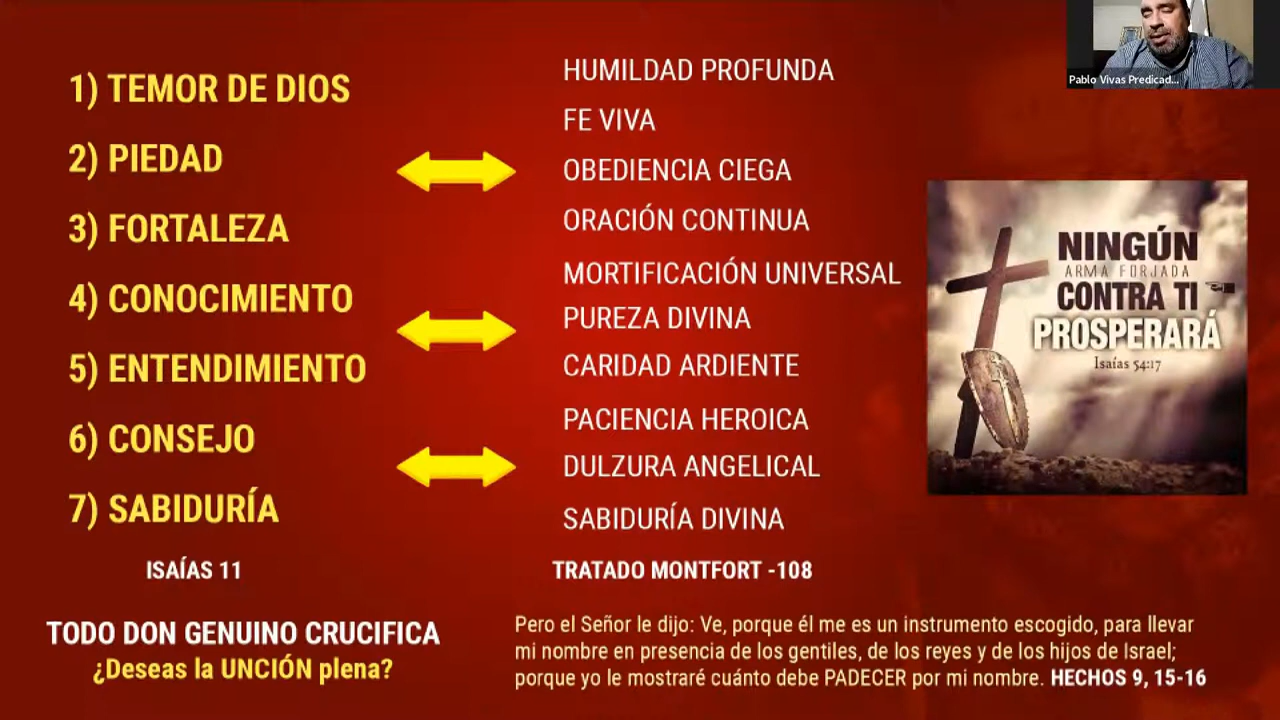 1) TEMOR DE DIOS
2) PIEDAD
3) FORTALEZA
4) CONOCIMIENTO
5) ENTENDIMIENTO
6) CONSEJO
7) SABIDURÍA
ISAÍAS 11
TODO DON GENUINO CRUCIFICA
¿Deseas la UNCIÓN plena?
HUMILDAD PROFUNDA
FE VIVA
OBEDIENCIA CIEGA
ORACIÓN CONTINUA
MORTIFICACIÓN UNIVERSAL
PUREZA DIVINA
CARIDAD ARDIENTE
PACIENCIA HEROICA
DULZURA ANGELICAL
SABIDURÍA DIVINA
TRATADO MONTFORT -108
Pero el Señor le dijo: Ve, porque él me es un instrumento escogido, para llevar
mi nombre en presencia de los gentiles, de los reyes y de los hijos de Israel;
porque yo le mostraré cuánto debe PADECER por mi nombre. HECHOS 9, 15-16
Pablo Vivas Predicad...
NINGÚN
ARMA FORJADA
CONTRA TI
PROSPERARÁ
Isaías 54:17